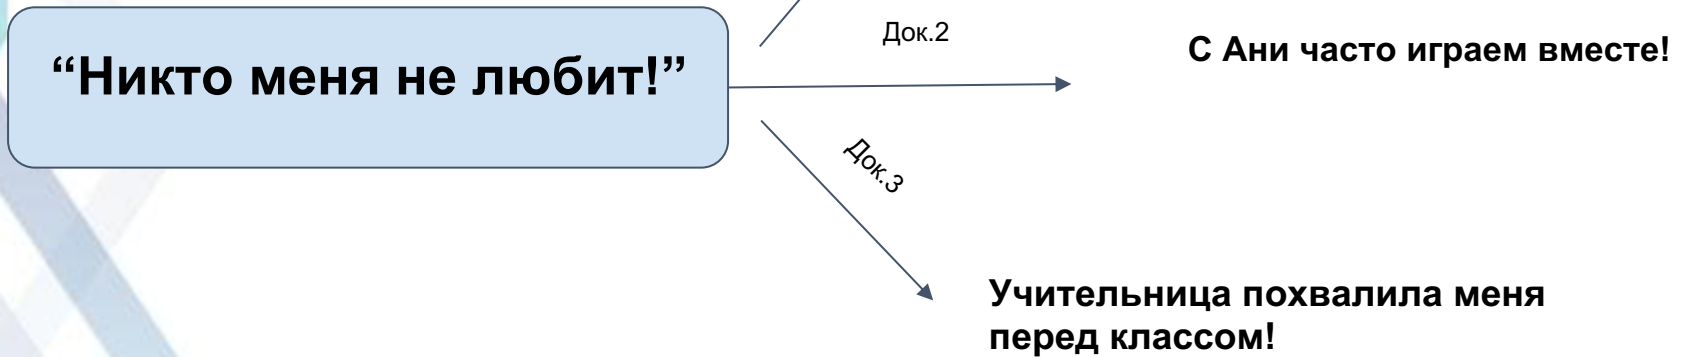 Док.2
С Ани часто играем вместе!
“Никто меня не любит!”
Док.3
Учительница похвалила меня
перед классом!